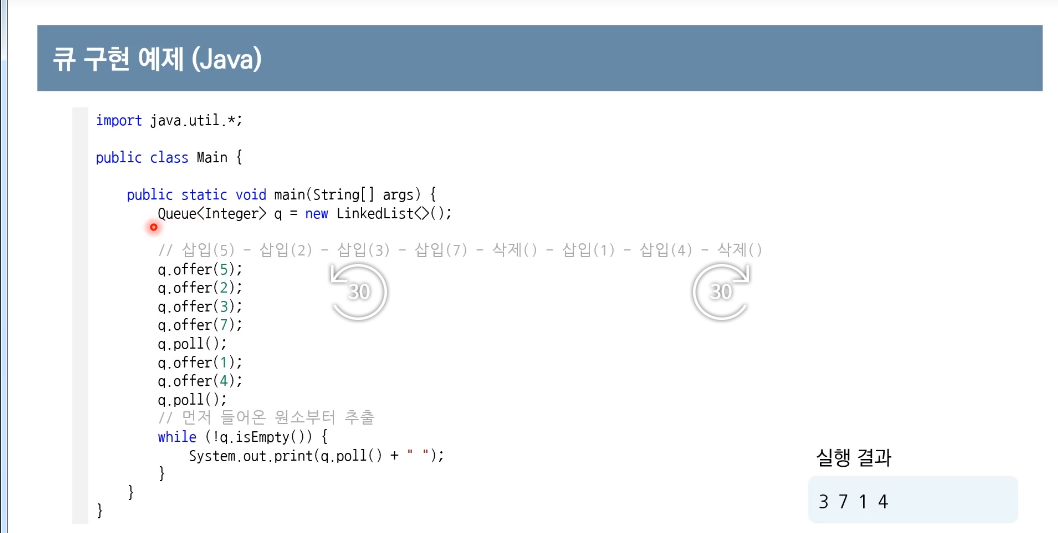 큐 구현 예제 (Java)
import java.util.*;
public class Main {
public static void main(String[] args) {
Queue<Integer> q = new LinkedList<>();
// 삽입(5) - 삽입(2) - 삽입(3) - 삽입(7) - 삭제() - 삽입(1) - 삽입(4) - 삭제()
q.offer(5);
q.offer(2);
q.offer(3);
q.offer(7);
q.poll();
q.offer(1);
q.offer(4);
q.poll();
// 먼저 들어온 원소부터 추출
while (!q.isEmpty()) {
System.out.print(q.poll() + " ");
}
}
}
30
30
실행 결과
3 7 1 4